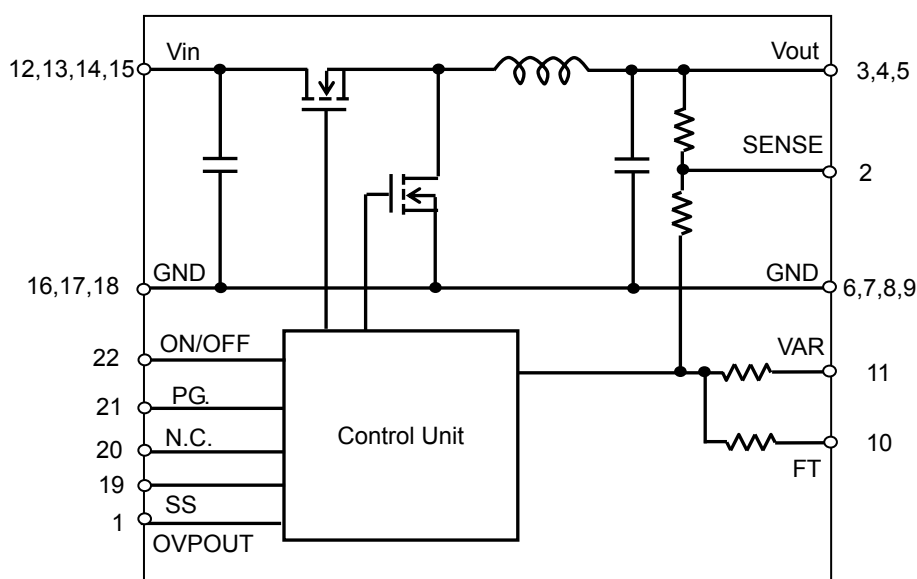 Vin
Vout
12,13,14,15
3,4,5
SENSE
2
GND
GND
16,17,18
6,7,8,9
ON/OFF
VAR
22
11
PG.
21
N.C.
Control Unit
20
10
FT
19
SS
1
OVPOUT